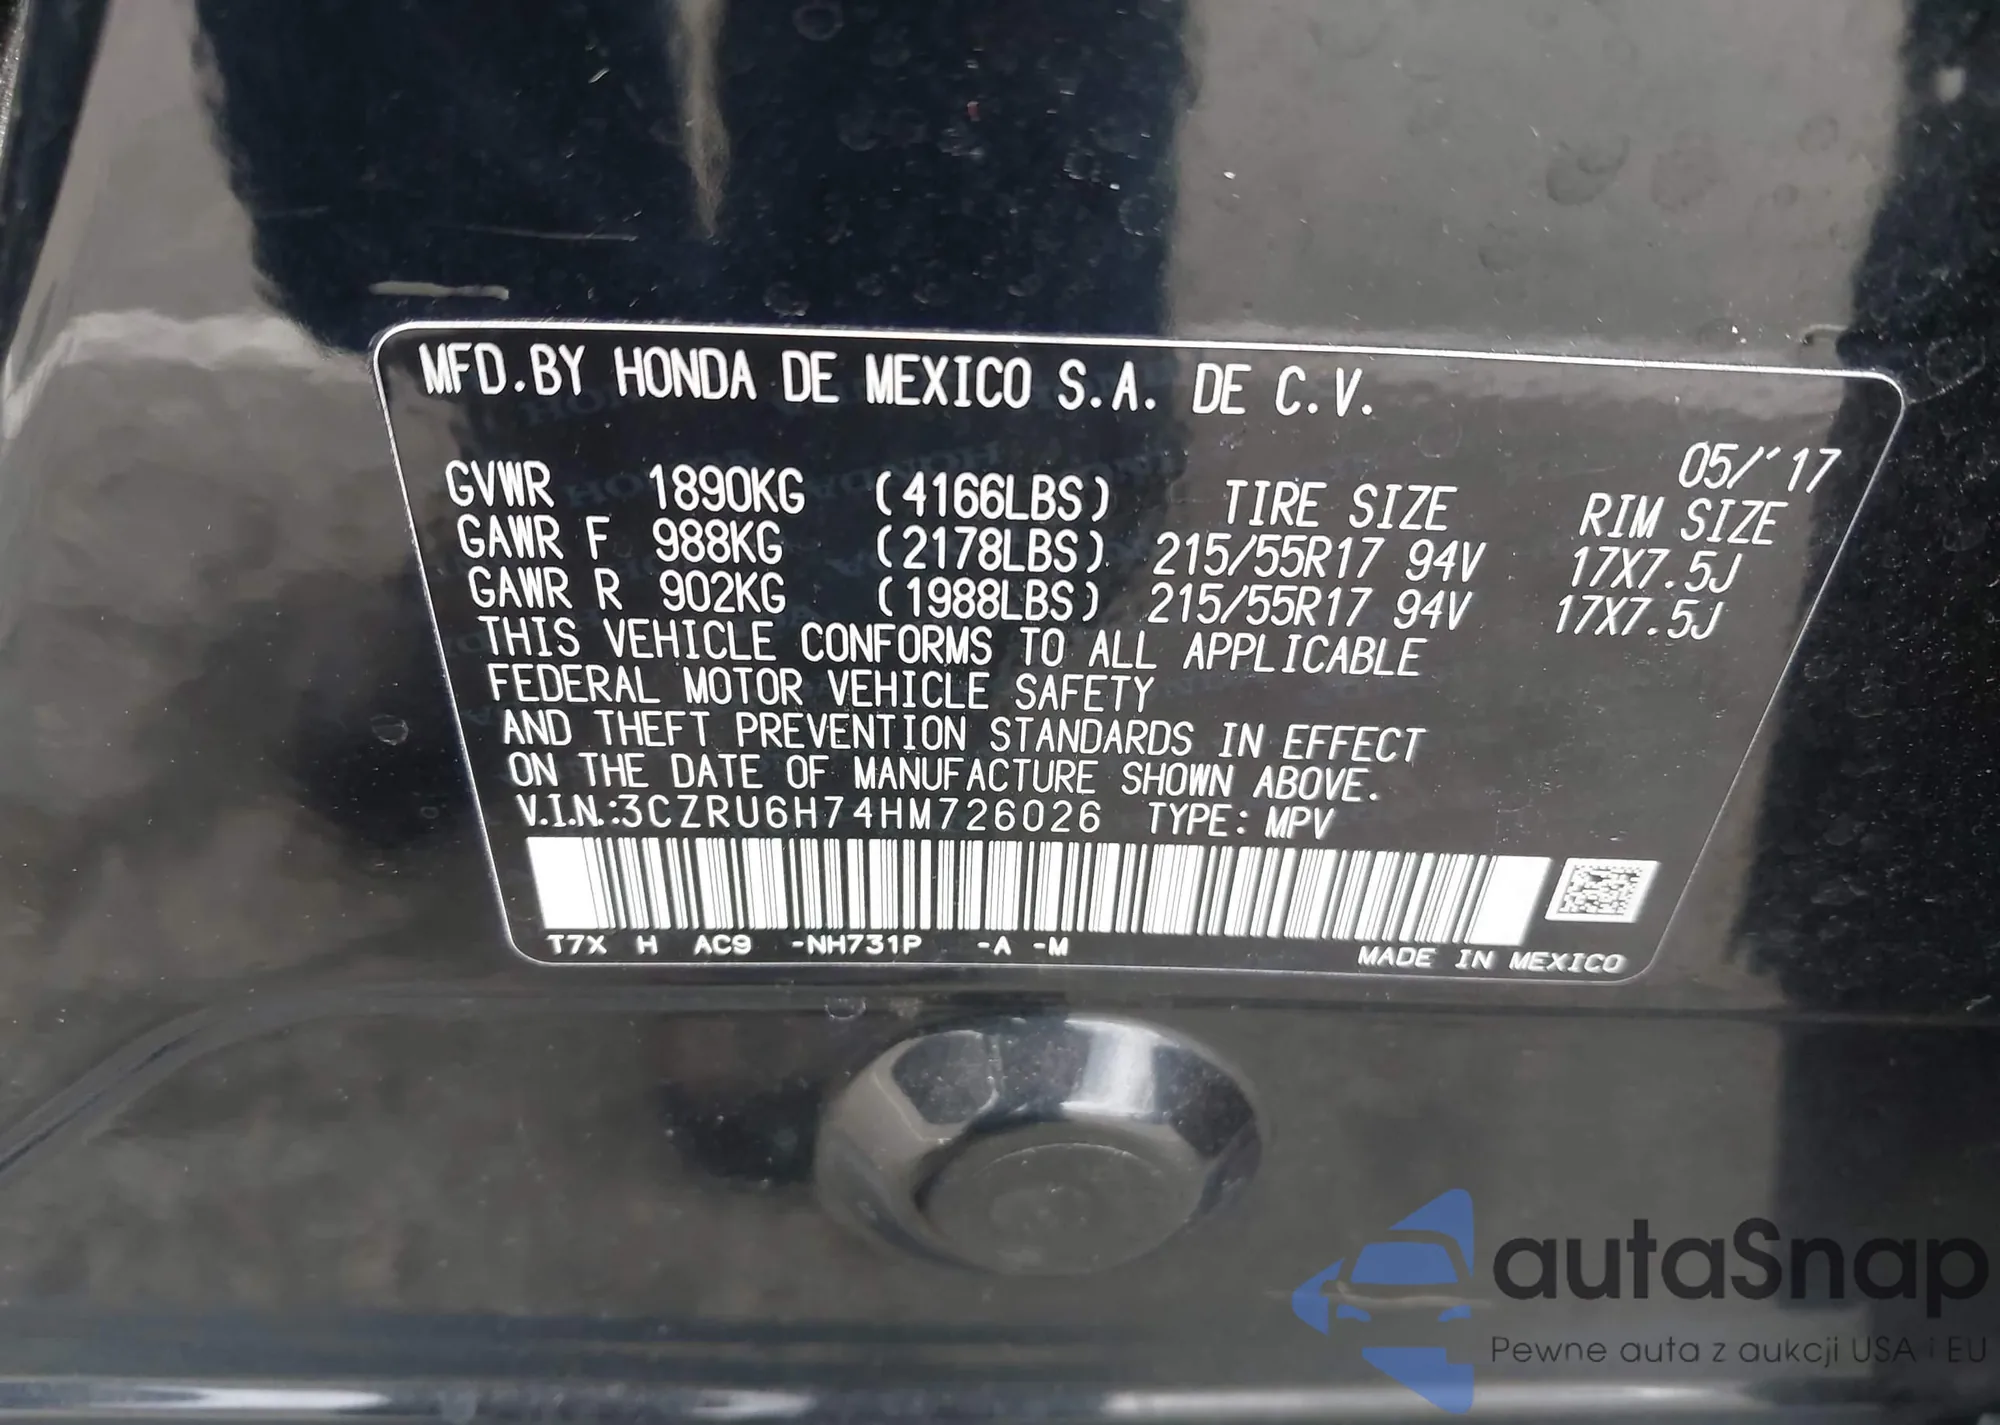 MFD.BY HONDA DE MEXICO S.A. DE C.V.
05/'17
GVWR 1890KG (4166LBS) TIRE SIZE RIM SIZE
GAWR F 988KG (2178LBS) 215/55R17 94V 17X7.5J
GAWR R 902KG (1988LBS) 215/55R17 94V 17X7.5J
THIS VEHICLE CONFORMS TO ALL APPLICABLE
FEDERAL MOTOR VEHICLE SAFETY
AND THEFT PREVENTION STANDARDS IN EFFECT
ON THE DATE OF MANUFACTURE SHOWN ABOVE.
V.I.N.:3CZRU6H74HM726026 TYPE: MPV
T7X H AC9 -NH731P -A -M
MADE IN MEXICO
autaSnap
Pewne auta z aukcji USA i EU